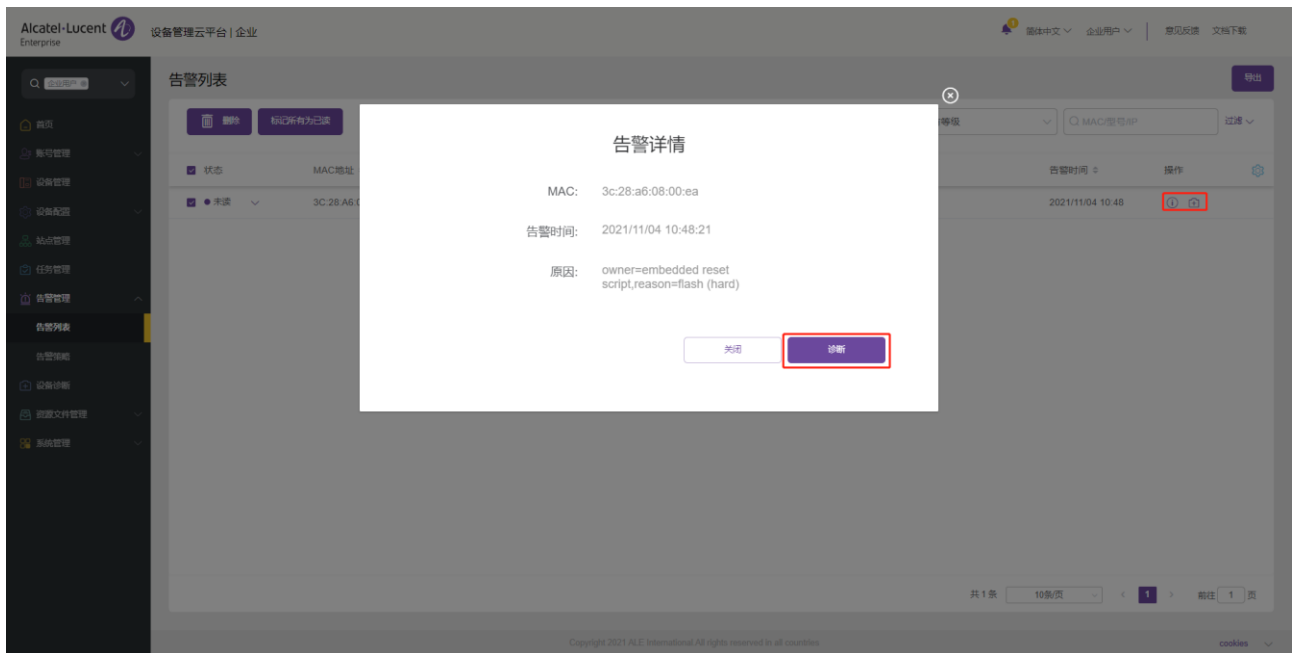 Alcatel·Lucent
Enterprise
设备管理云平台 | 企业
简体中文
企业用户
意见反馈
文档下载
企业用户
告警列表
导出
首页
账号管理
设备管理
设备配置
站点管理
任务管理
告警管理
告警列表
告警策略
设备诊断
资源文件管理
系统管理
删除
标记所有为已读
等级
MAC/型号/IP
过滤
状态
MAC地址
告警时间
操作
未读
3C:28:A6:0
2021/11/04 10:48
告警详情
MAC:
3c:28:a6:08:00:ea
告警时间:
2021/11/04 10:48:21
原因:
owner=embedded reset
script,reason=flash (hard)
关闭
诊断
共 1 条
10条/页
1
前往 1 页
Copyright 2021 ALE International.All rights reserved in all countries
cookies